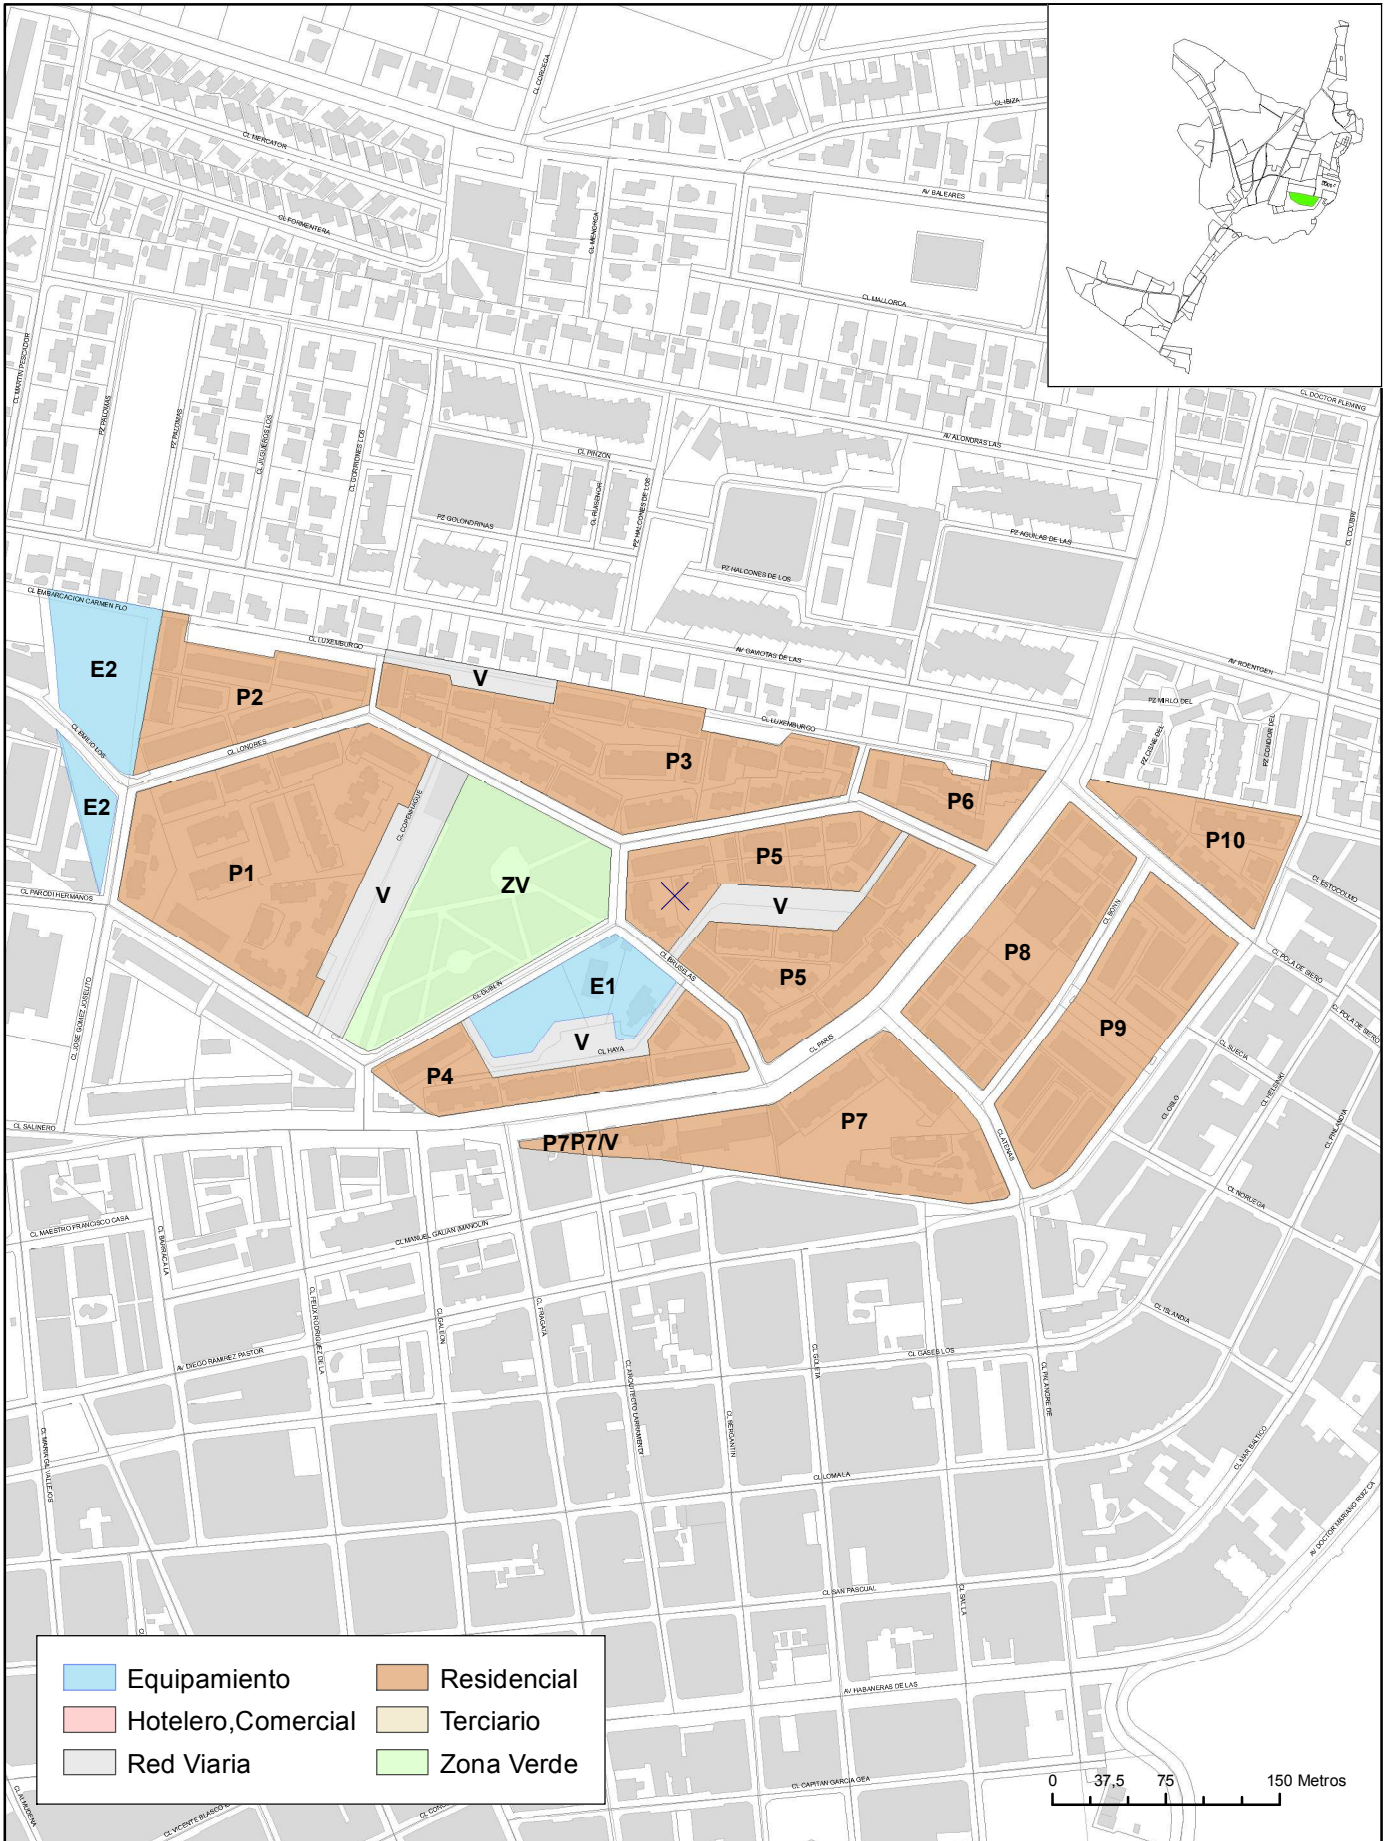 CL CORCEGA
CL IBIZA
CL MERCATOR
AV BALEARES
CL FORMENTERA
CL MENORCA
CL MALLORCA
CL MARTIN PESCADOR
PZ PALOMAS
PZ PALOMAS
CL JILGUEROS LOS
CL GORRIONES LOS
CL DOCTOR FLEMING
AV ALONDRAS LAS
CL PINZON
CL RUISEÑOR
PZ HALCONES DE LOS
PZ GOLONDRINAS
PZ AGUILAS DE LAS
CL COLIBRI
PZ HALCONES DE LOS
CL EMBARCACION CARMEN FLO
CL LUXEMBURGO
AV GAVIOTAS DE LAS
AV ROENTGEN
E2
P2
V
PZ MIRLO DEL
CL LUXEMBURGO
PZ CISNE DEL
PZ CONDOR DEL
CL EMILIO LOS
CL LONDRES
P3
E2
CL COPENHAGUE
P6
P10
P5
P1
ZV
V
V
CL ESTOCOLMO
CL PARODI HERMANOS
CL BONN
CL BRUSELAS
P8
CL POLA DE SIERO
P5
E1
CL DUBLIN
CL JOSE GOMEZ JOSELITO
CL POLA DE SIERO
P9
V
CL HAYA
CL PARIS
CL SUECIA
P4
CL HELSINKI
CL OSLO
CL SALINERO
P7
P7/V
P7
CL FINLANDIA
CL ATENAS
CL NORUEGA
CL MAESTRO FRANCISCO CASA
CL BARRACA LA
CL MANUEL GALIAN (MANOLIN
CL FELIX RODRIGUEZ DE LA
CL GALEON
CL FRAGATA
CL ISLANDIA
AV DIEGO RAMIREZ PASTOR
CL GOLETA
CL GASES LOS
CL ARQUITECTO LARRAMENDI
CL PALANGRE DE
CL BERGANTIN
CL MARIA GIL VALLEJOS
CL MAR BALTICO
CL LOMA LA
AV DOCTOR MARIANO RUIZ CA
CL SAN PASCUAL
CL SAL LA
AV HABANERAS DE LAS
CL CAPITAN GARCIA GEA
CL ALMUDENA
Equipamiento
Residencial
Hotelero,Comercial
Terciario
Red Viaria
Zona Verde
0 37,5 75 150 Metros